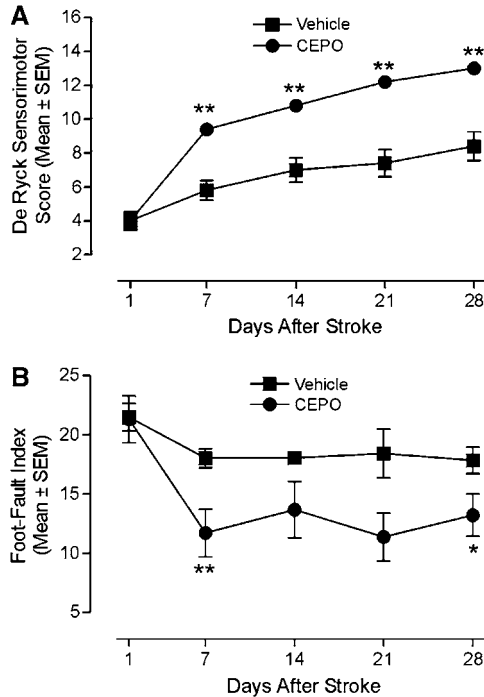 A
De Ryck Sensorimotor
Score (Mean ± SEM)
16
14
12
10
8
6
4
2
Vehicle
CEPO
**
**
**
**
1
7
14
21
28
Days After Stroke
B
Foot-Fault Index
(Mean ± SEM)
25
20
15
10
5
Vehicle
CEPO
**
*
1
7
14
21
28
Days After Stroke